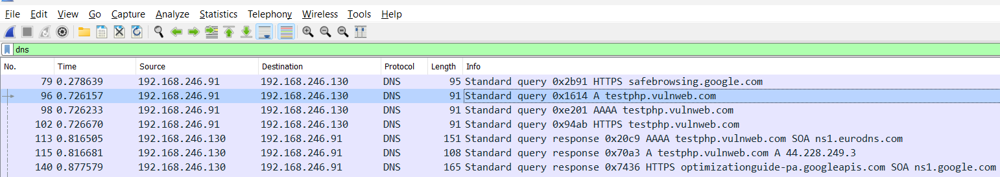 File Edit View Go Capture Analyze Statistics Telephony Wireless Tools Help
dns
No. Time Source Destination Protocol Length Info
79 0.278639 192.168.246.91 192.168.246.130 DNS 95 Standard query 0x2b91 HTTPS safebrowsing.google.com
96 0.726157 192.168.246.91 192.168.246.130 DNS 91 Standard query 0x1614 A testphp.vulnweb.com
98 0.726233 192.168.246.91 192.168.246.130 DNS 91 Standard query 0xe201 AAAA testphp.vulnweb.com
102 0.726670 192.168.246.91 192.168.246.130 DNS 91 Standard query 0x94ab HTTPS testphp.vulnweb.com
113 0.816505 192.168.246.130 192.168.246.91 DNS 151 Standard query response 0x20c9 AAAA testphp.vulnweb.com SOA ns1.eurodns.com
115 0.816681 192.168.246.130 192.168.246.91 DNS 108 Standard query response 0x70a3 A testphp.vulnweb.com A 44.228.249.3
140 0.877579 192.168.246.130 192.168.246.91 DNS 165 Standard query response 0x7436 HTTPS optimizationguide-pa.googleapis.com SOA ns1.google.com